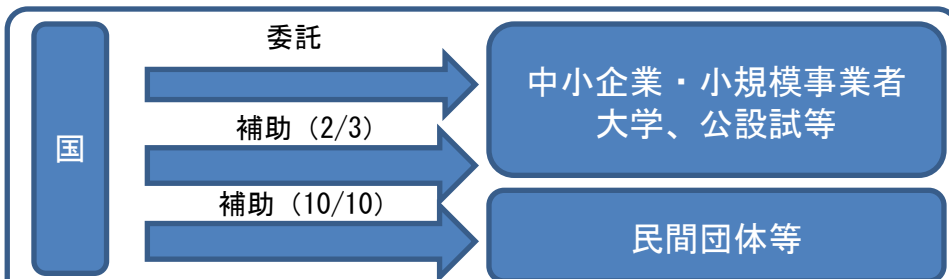 国
委託
補助（2/3）
補助（10/10）
中小企業・小規模事業者
大学、公設試等
民間団体等